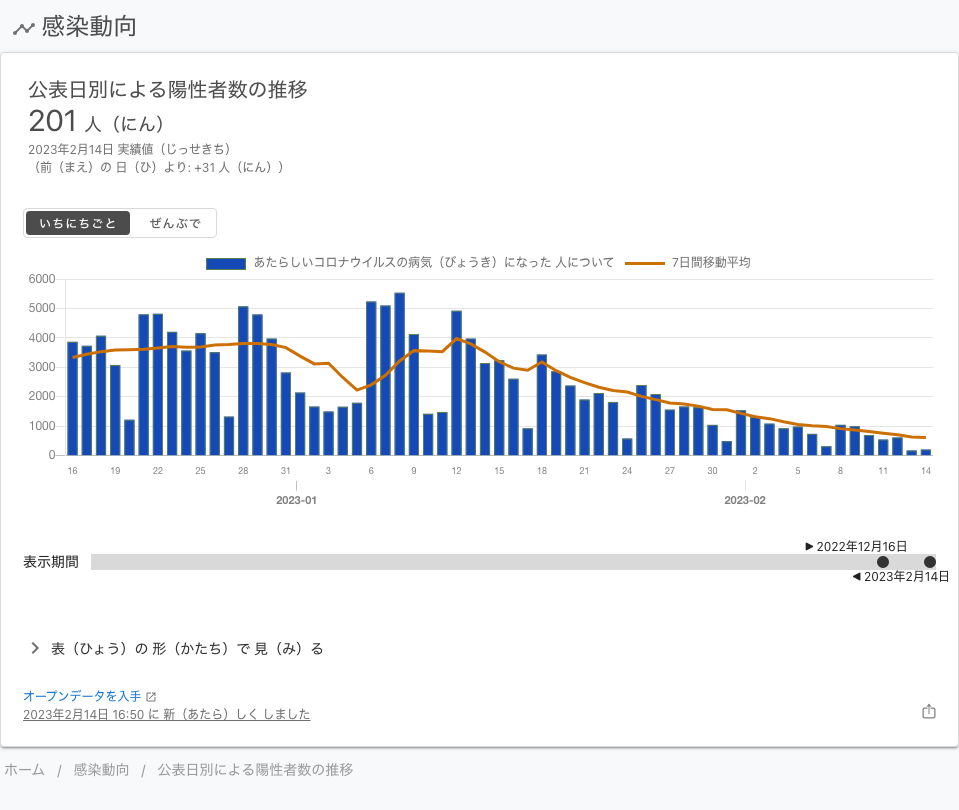 感染動向
公表日別による陽性者数の推移
201 人（にん）
2023年2月14日 実績値（じっせきち）
（前（まえ）の 日（ひ）より: +31 人（にん））
いちにちごと ぜんぶで
あたらしいコロナウイルスの病気（びょうき）になった 人について 7日間移動平均
6000
5000
4000
3000
2000
1000
0
16 19 22 25 28 31 3 6 9 12 15 18 21 24 27 30 2 5 8 11 14
2023-01 2023-02
▶ 2022年12月16日
表示期間
◀ 2023年2月14日
表（ひょう）の 形（かたち）で 見（み）る
オープンデータを入手
2023年2月14日 16:50 に 新（あたら）しく しました
ホーム / 感染動向 / 公表日別による陽性者数の推移